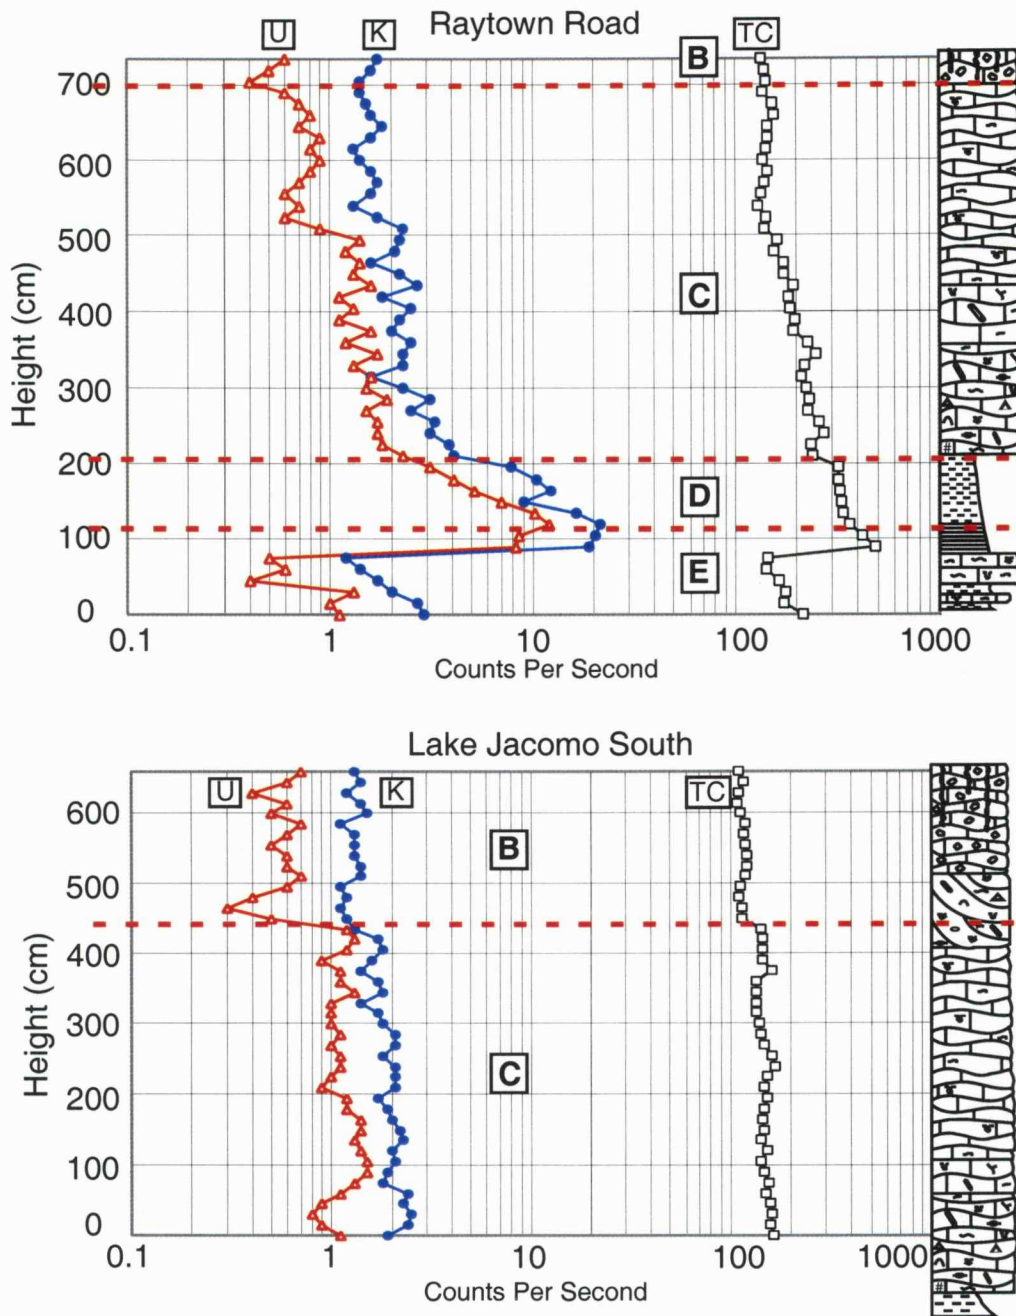 Raytown Road
U K B TC
700
600
500
400 C
300
200
D
100
E
0
Height (cm)
0.1 1 10 100 1000
Counts Per Second
Lake Jacomo South
U K TC
600
B
500
400
300
C
200
100
0
Height (cm)
0.1 1 10 100 1000
Counts Per Second